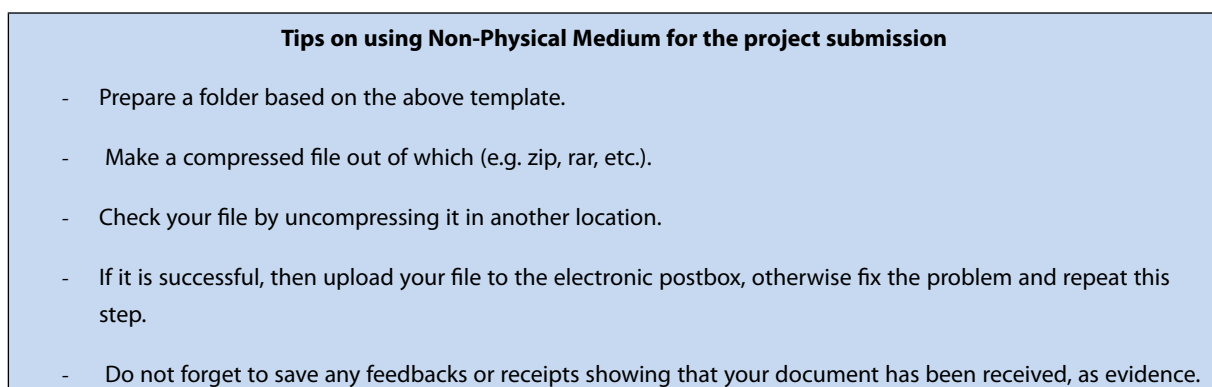 Tips on using Non-Physical Medium for the project submission
- Prepare a folder based on the above template.
- Make a compressed file out of which (e.g. zip, rar, etc.).
- Check your file by uncompressing it in another location.
- If it is successful, then upload your file to the electronic postbox, otherwise fix the problem and repeat this
step.
- Do not forget to save any feedbacks or receipts showing that your document has been received, as evidence.